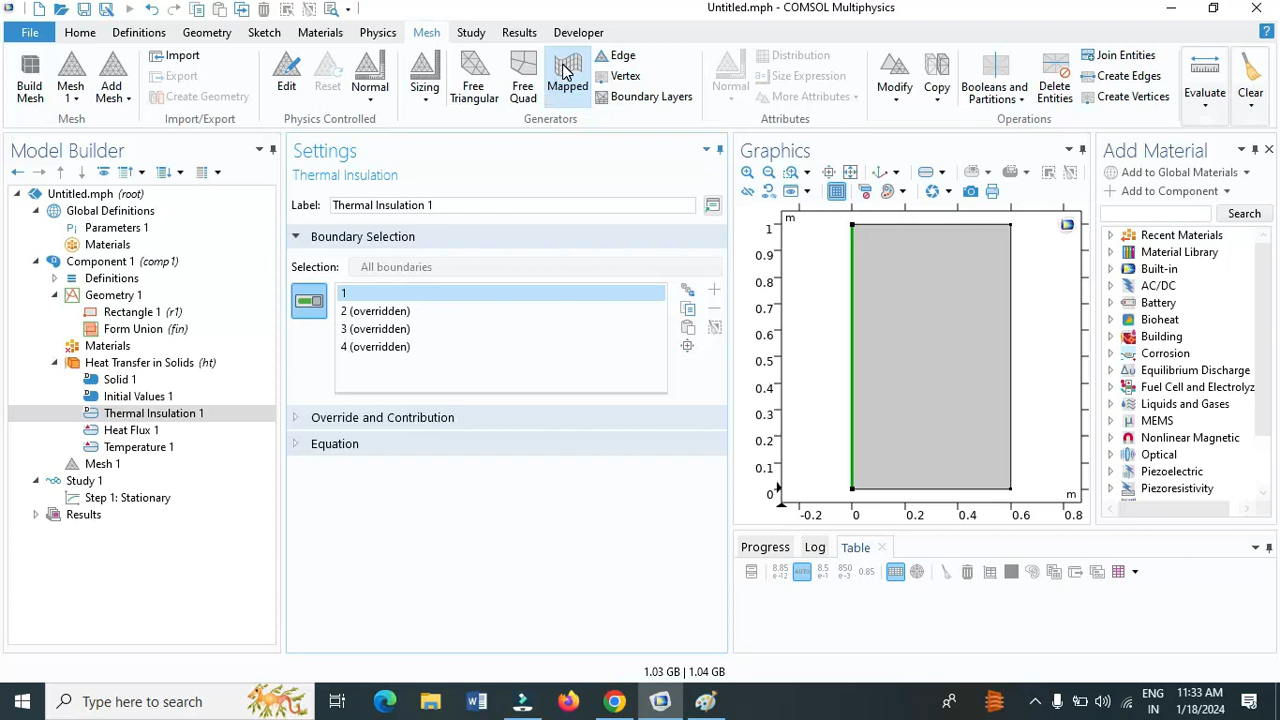 Untitled.mph - COMSOL Multiphysics
File Home Definitions Geometry Sketch Materials Physics Mesh Study Results Developer
Build Mesh
Mesh 1
Add Mesh
Mesh
Import
Export
Create Geometry
Import/Export
Edit
Reset
Normal
Physics Controlled
Sizing
Free Triangular
Free Quad
Mapped
Edge
Vertex
Boundary Layers
Generators
Normal
Distribution
Size Expression
More Attributes
Attributes
Modify
Copy
Booleans and Partitions
Delete Entities
Join Entities
Create Edges
Create Vertices
Operations
Evaluate
Clear
Model Builder
Untitled.mph (root)
Global Definitions
Parameters 1
Materials
Component 1 (comp1)
Definitions
Geometry 1
Rectangle 1 (r1)
Form Union (fin)
Materials
Heat Transfer in Solids (ht)
Solid 1
Initial Values 1
Thermal Insulation 1
Heat Flux 1
Temperature 1
Mesh 1
Study 1
Step 1: Stationary
Results
Settings
Thermal Insulation
Label: Thermal Insulation 1
Boundary Selection
Selection: All boundaries
1
2 (overridden)
3 (overridden)
4 (overridden)
Override and Contribution
Equation
Graphics
m
1
0.9
0.8
0.7
0.6
0.5
0.4
0.3
0.2
0.1
0
m
-0.2 0 0.2 0.4 0.6 0.8
Add Material
Add to Global Materials
Add to Component
Search
Recent Materials
Material Library
Built-in
AC/DC
Battery
Bioheat
Building
Corrosion
Equilibrium Discharge
Fuel Cell and Electrolyz
Liquids and Gases
MEMS
Nonlinear Magnetic
Optical
Piezoelectric
Piezoresistivity
Progress Log Table
8.85 e-12 AUTO 8.5 e-1 850 e-3 0.85
1.03 GB | 1.04 GB
Type here to search
ENG IN
11:33 AM
1/18/2024